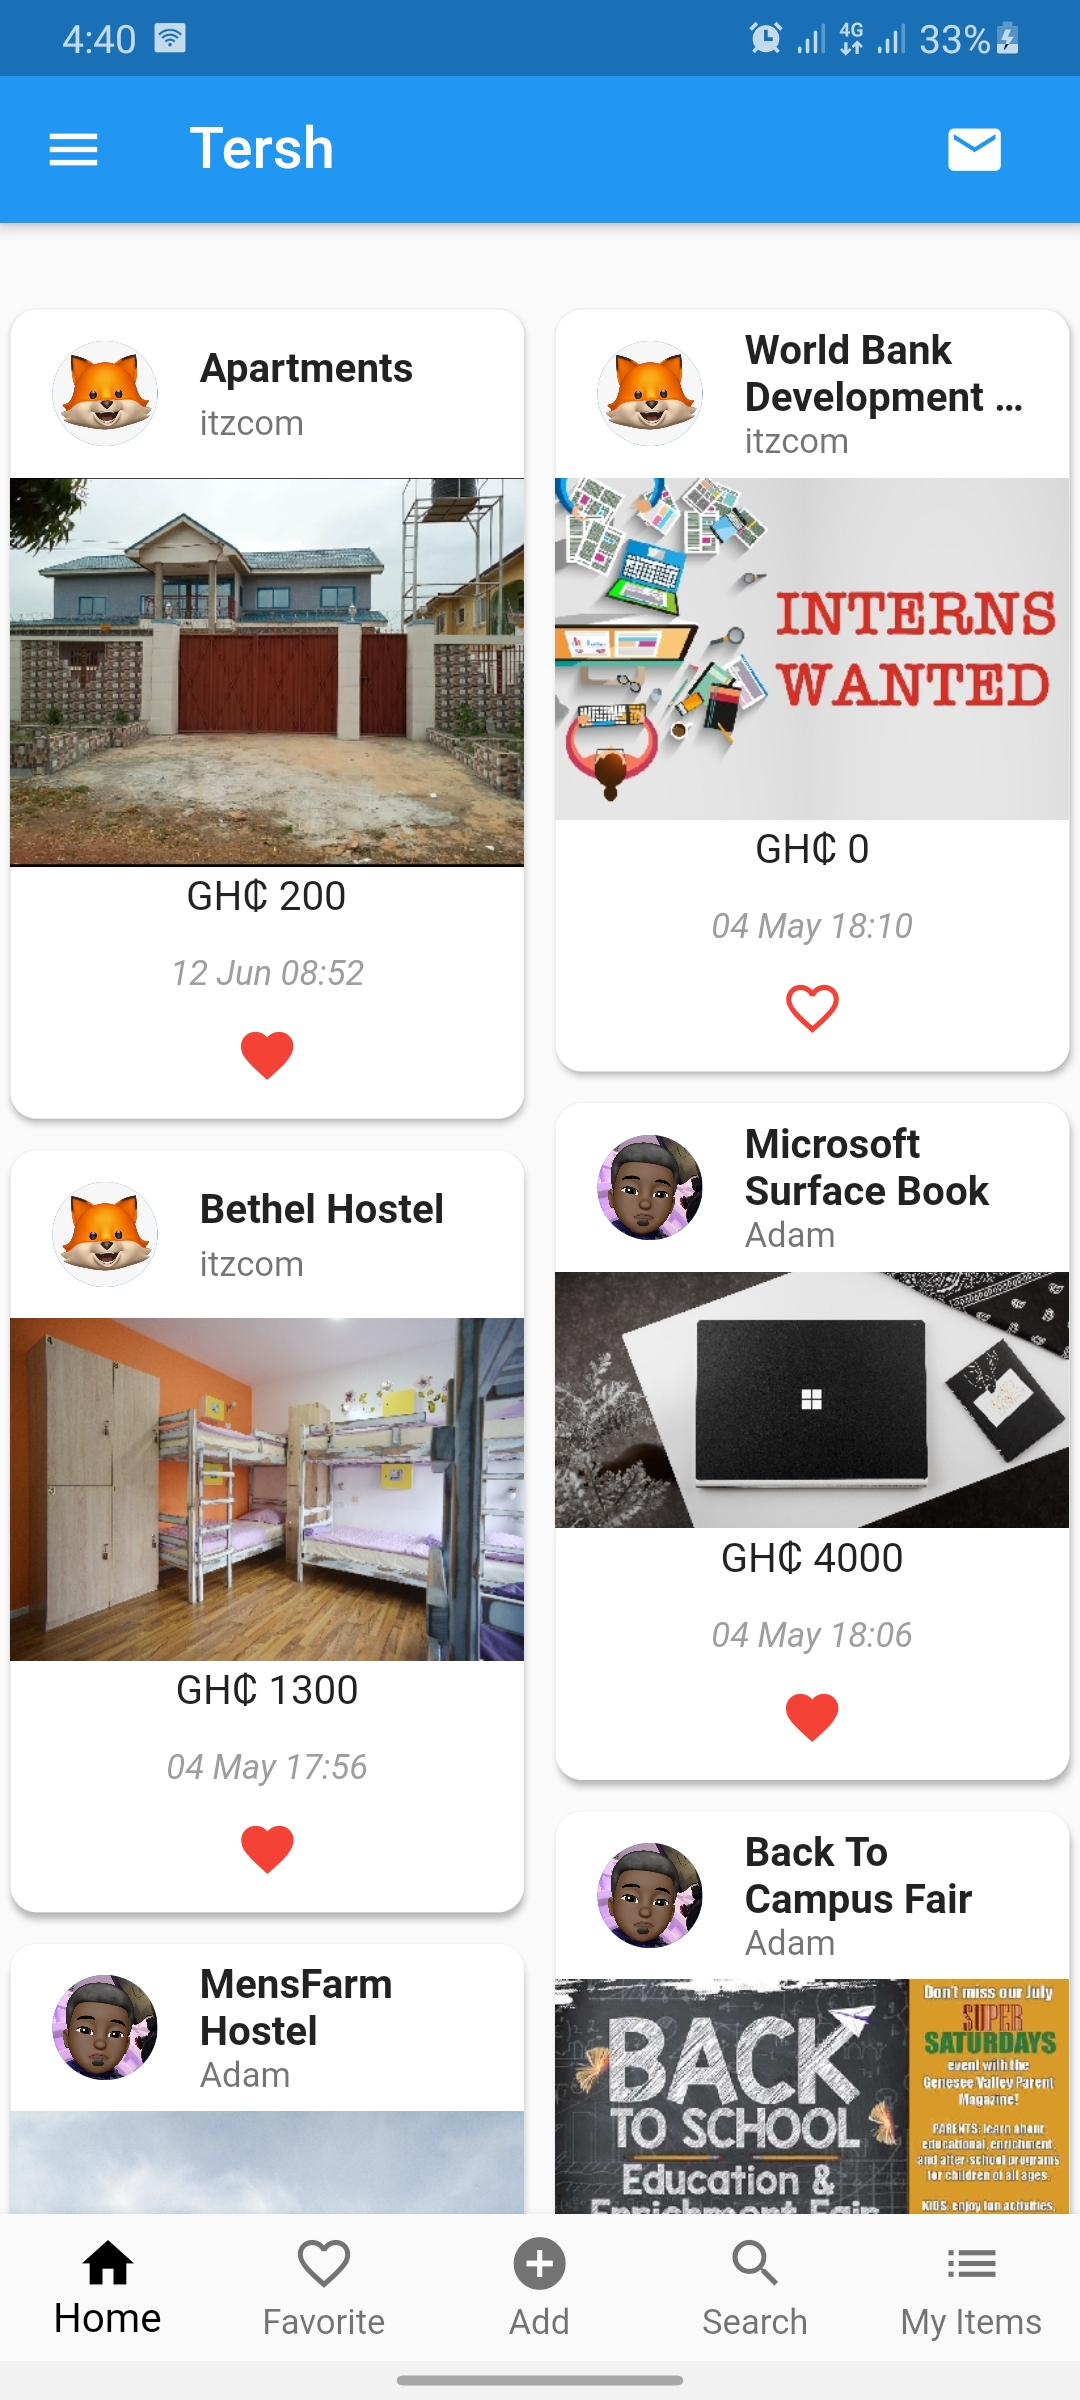 4:40
4G
33%
Tersh
Apartments
itzcom
GH₵ 200
12 Jun 08:52
World Bank
Development ...
itzcom
INTERNS
WANTED
GH₵ 0
04 May 18:10
Bethel Hostel
itzcom
GH₵ 1300
04 May 17:56
Microsoft
Surface Book
Adam
GH₵ 4000
04 May 18:06
MensFarm
Hostel
Adam
Back To
Campus Fair
Adam
BACK
TO SCHOOL
Education &
Enrichment Fair
Don't miss our July
SUPER
SATURDAYS
event with the
Genesee Valley Parent
Magazine!
PARENTS: learn about
educational, enrichment
and after-school programs
for children of all ages.
KIDS: enjoy fun activities,
Home
Favorite
Add
Search
My Items